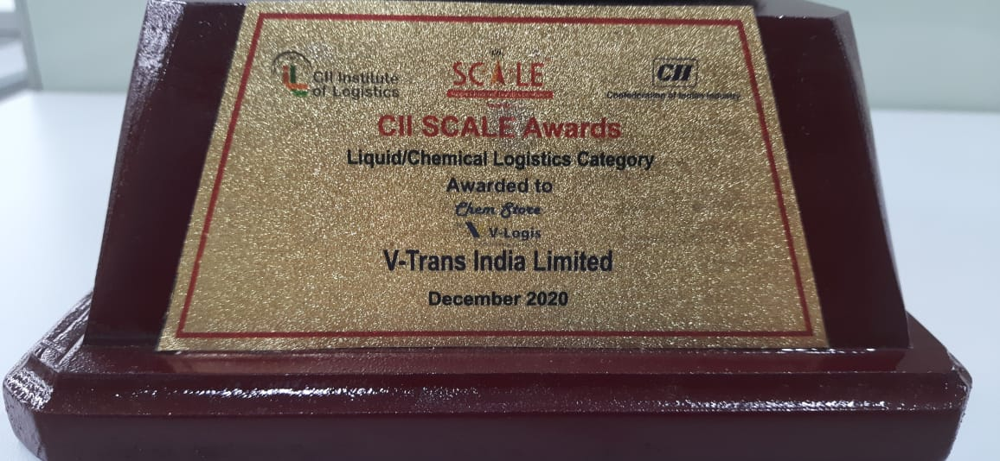 CII Institute
of Logistics
SCALE
CII
Confederation of Indian Industry
CII SCALE Awards
Liquid/Chemical Logistics Category
Awarded to
Chem Store
V-Logis
V-Trans India Limited
December 2020